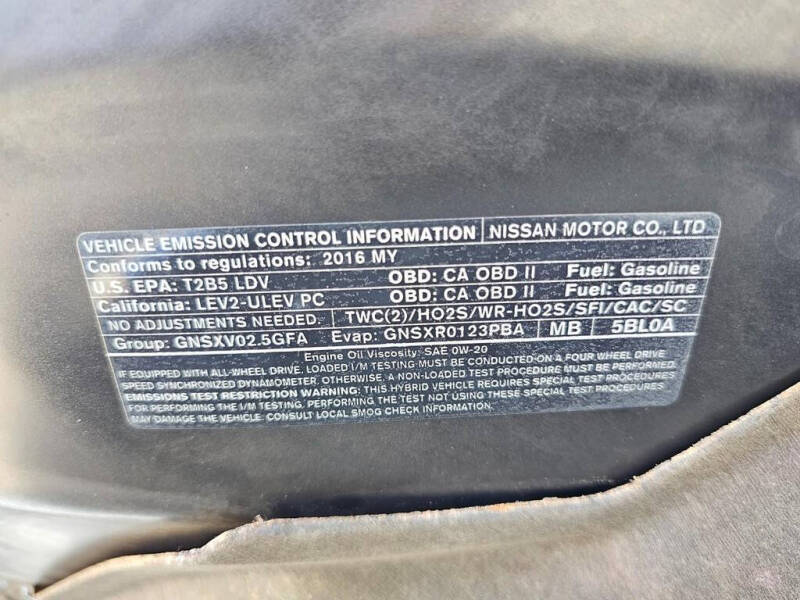 VEHICLE EMISSION CONTROL INFORMATION NISSAN MOTOR CO., LTD
Conforms to regulations: 2016 MY
U.S. EPA: T2B5 LDV OBD: CA OBD II Fuel: Gasoline
California: LEV2-ULEV PC OBD: CA OBD II Fuel: Gasoline
NO ADJUSTMENTS NEEDED. TWC(2)/HO2S/WR-HO2S/SFI/CAC/SC
Group: GNSXV02.5GFA Evap: GNSXR0123PBA MB 5BL0A
Engine Oil Viscosity: SAE 0W-20
IF EQUIPPED WITH ALL-WHEEL DRIVE. LOADED I/M TESTING MUST BE CONDUCTED ON A FOUR WHEEL DRIVE
SPEED SYNCHRONIZED DYNAMOMETER. OTHERWISE, A NON-LOADED TEST PROCEDURE MUST BE PERFORMED.
EMISSIONS TEST RESTRICTION WARNING: THIS HYBRID VEHICLE REQUIRES SPECIAL TEST PROCEDURE
FOR PERFORMING THE I/M TESTING. PERFORMING THE TEST NOT USING THESE SPECIAL TEST PROCEDURE
MAY DAMAGE THE VEHICLE. CONSULT LOCAL SMOG CHECK INFORMATION.